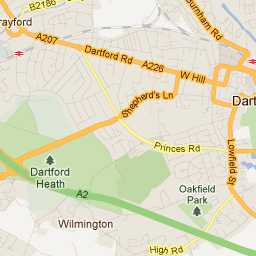 rayford
B2186
A207
Dartford Rd
A226
Burnham Rd
W Hill
Shepherd's Ln
Dart
Princes Rd
Lowfield St
Dartford
Heath
A2
Oakfield
Park
Wilmington
High Rd